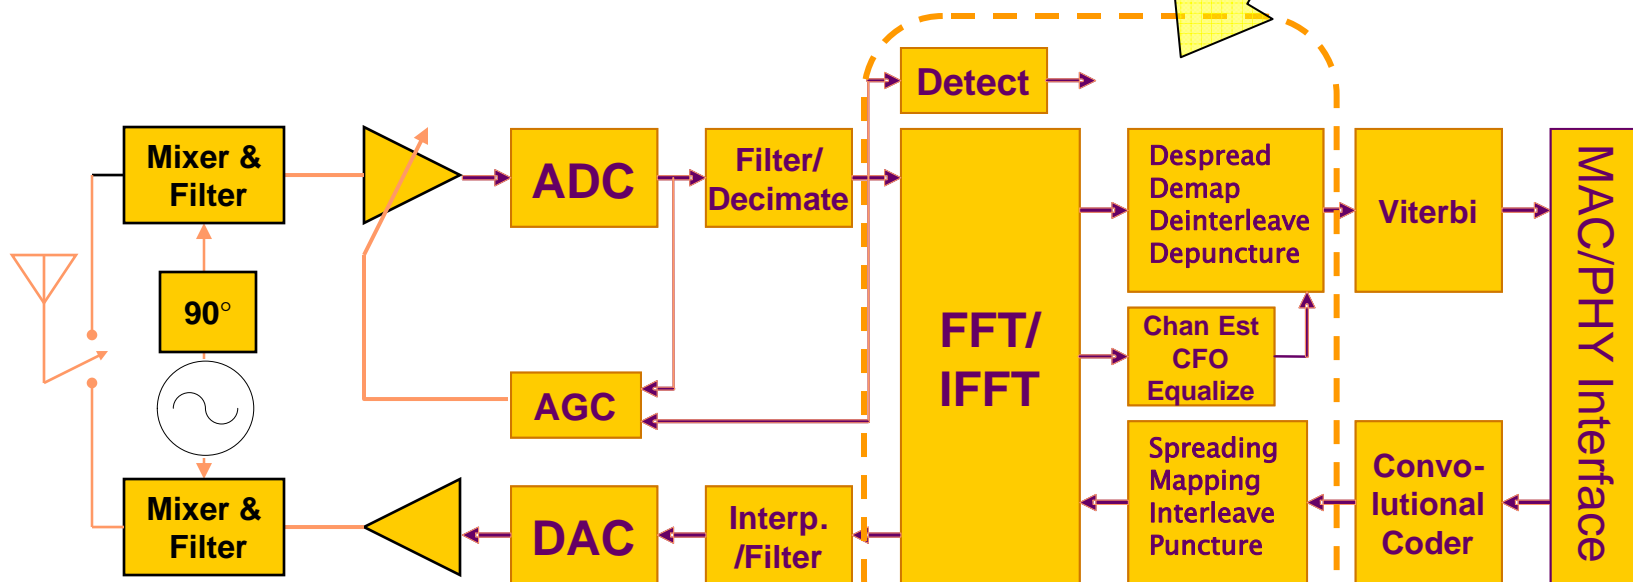 Detect
Mixer &
Filter
ADC
Filter/
Decimate
Despread
Demap
Deinterleave
Depuncture
Viterbi
MAC/PHY Interface
90°
FFT/
IFFT
Chan Est
CFO
Equalize
AGC
Mixer &
Filter
DAC
Interp.
/Filter
Spreading
Mapping
Interleave
Puncture
Convo-
lutional
Coder